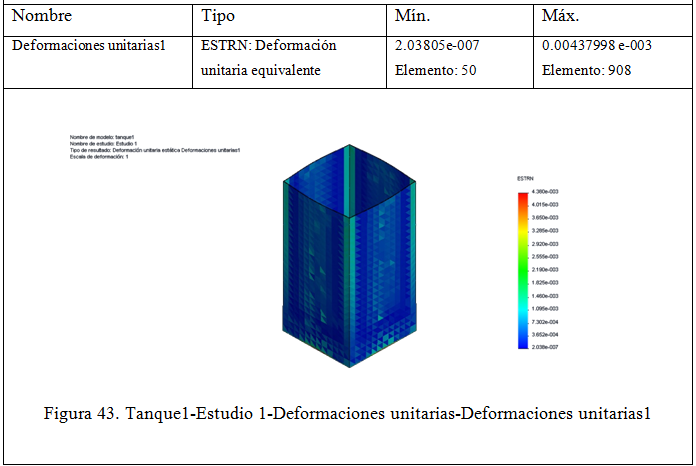 Nombre Tipo Mín. Máx.
Deformaciones unitarias1 ESTRN: Deformación unitaria equivalente 2.03805e-007 Elemento: 50 0.00437998 e-003 Elemento: 908
Nombre de modelo: tanque1
Nombre de estudio: Estudio 1
Tipo de resultado: Deformación unitaria estática Deformaciones unitarias1
Escala de deformación: 1
ESTRN
4.380e-003
4.015e-003
3.650e-003
3.285e-003
2.920e-003
2.555e-003
2.190e-003
1.825e-003
1.460e-003
1.095e-003
7.302e-004
3.652e-004
2.038e-007
Figura 43. Tanque1-Estudio 1-Deformaciones unitarias-Deformaciones unitarias1